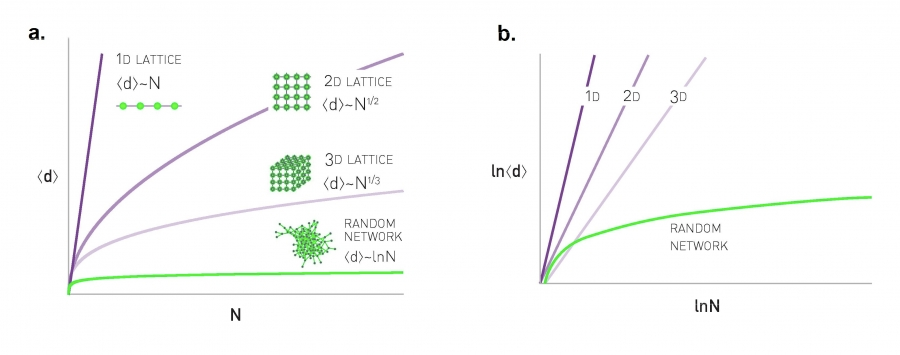 a.
1D LATTICE
⟨d⟩~N
2D LATTICE
⟨d⟩~N^1/2
3D LATTICE
⟨d⟩~N^1/3
RANDOM
NETWORK
⟨d⟩~lnN
⟨d⟩
N
b.
1D 2D 3D
ln⟨d⟩
RANDOM
NETWORK
lnN